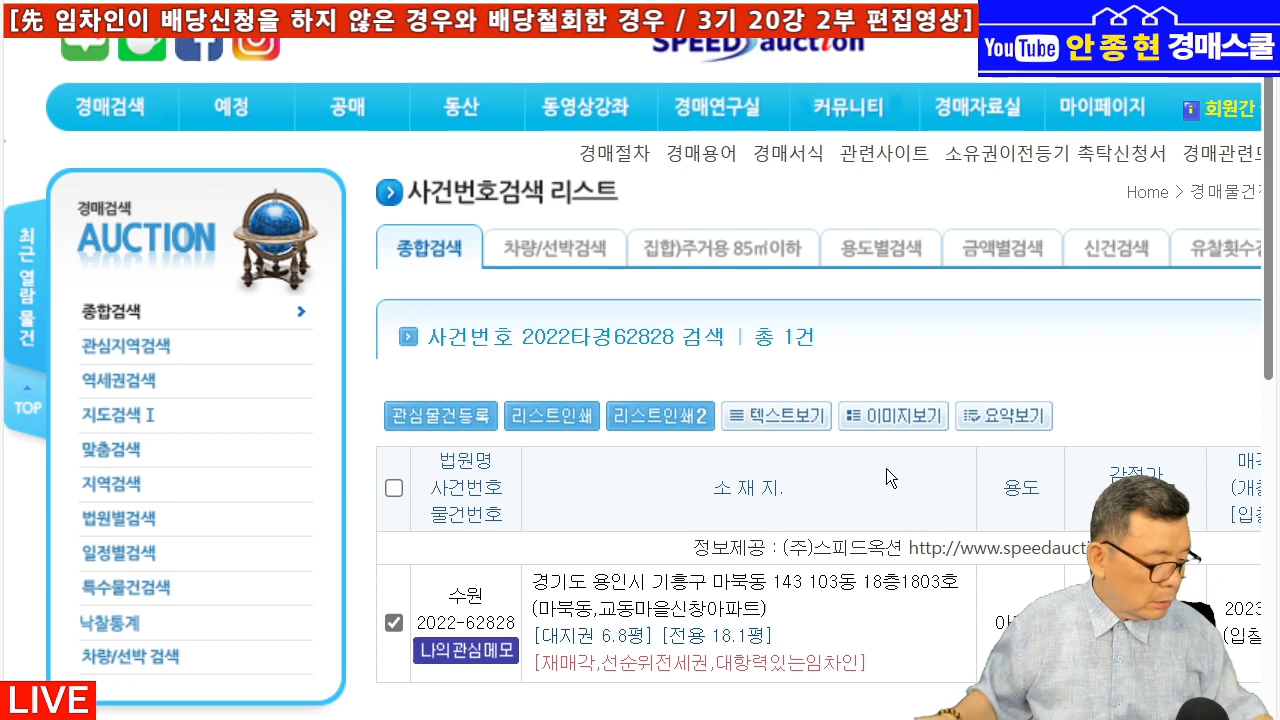 [先 임차인이 배당신청을 하지 않은 경우와 배당철회한 경우 / 3기 20강 2부 편집영상]
YouTube 안종현 경매스쿨
SPEED auction
경매검색 예정 공매 동산 동영상강좌 경매연구실 커뮤니티 경매자료실 마이페이지 회원간
경매절차 경매용어 경매서식 관련사이트 소유권이전등기 촉탁신청서 경매관련
사건번호검색 리스트
Home > 경매물건
최근 열람 물건
TOP
경매검색
AUCTION
종합검색
관심지역검색
역세권검색
지도검색 I
맞춤검색
지역검색
법원별검색
일정별검색
특수물건검색
낙찰통계
차량/선박 검색
종합검색 차량/선박검색 집합)주거용 85㎡이하 용도별검색 금액별검색 신건검색 유찰횟수
사건번호 2022타경62828 검색 | 총 1건
관심물건등록 리스트인쇄 리스트인쇄2 텍스트보기 이미지보기 요약보기
법원명
사건번호
물건번호
소 재 지.
용도
감정가
정보제공 : (주)스피드옥션 http://www.speedaucti
수원
2022-62828
나의관심메모
경기도 용인시 기흥구 마북동 143 103동 18층1803호
(마북동,교동마을신창아파트)
[대지권 6.8평] [전용 18.1평]
[재매각,선순위전세권,대항력있는임차인]
2023
(입찰
LIVE